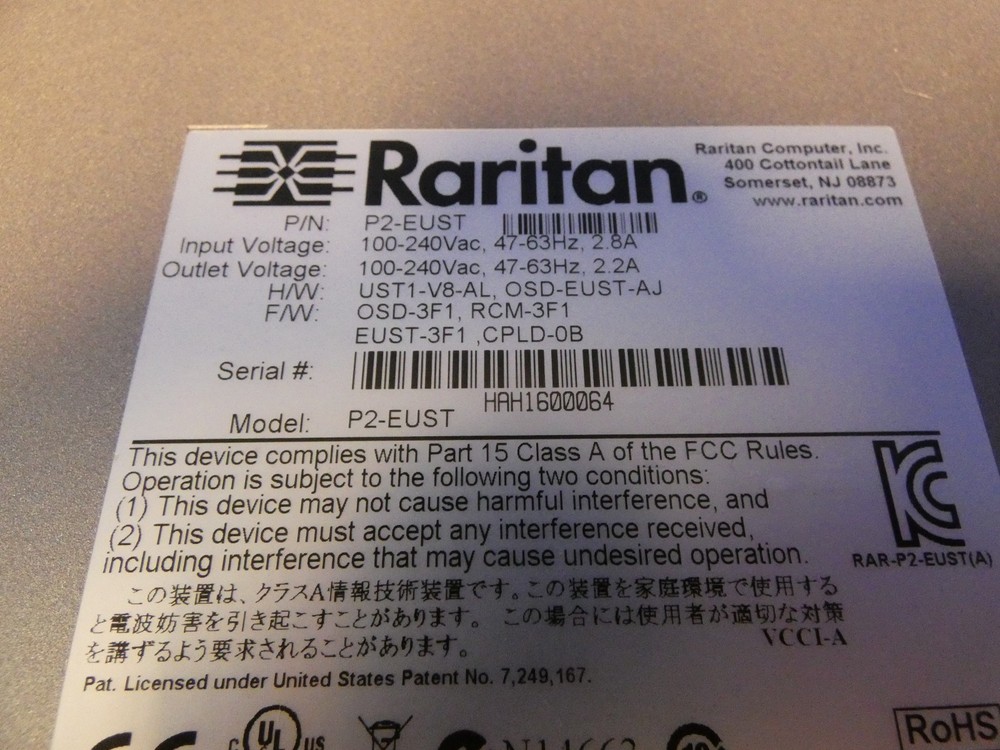 Raritan®
Raritan Computer, Inc.
400 Cottontail Lane
Somerset, NJ 08873
www.raritan.com
P/N: P2-EUST
Input Voltage: 100-240Vac, 47-63Hz, 2.8A
Outlet Voltage: 100-240Vac, 47-63Hz, 2.2A
H/W: UST1-V8-AL, OSD-EUST-AJ
F/W: OSD-3F1, RCM-3F1
EUST-3F1 ,CPLD-0B
Serial #:
HAH1600064
Model: P2-EUST
This device complies with Part 15 Class A of the FCC Rules.
Operation is subject to the following two conditions:
(1) This device may not cause harmful interference, and
(2) This device must accept any interference received,
including interference that may cause undesired operation.
RAR-P2-EUST(A)
この装置は、クラスA情報技術装置です。この装置を家庭環境で使用する
と電波妨害を引き起こすことがあります。 この場合には使用者が適切な対策
を講ずるよう要求されることがあります。
VCCI-A
Pat. Licensed under United States Patent No. 7,249,167.
CE
c UL us
RoHS